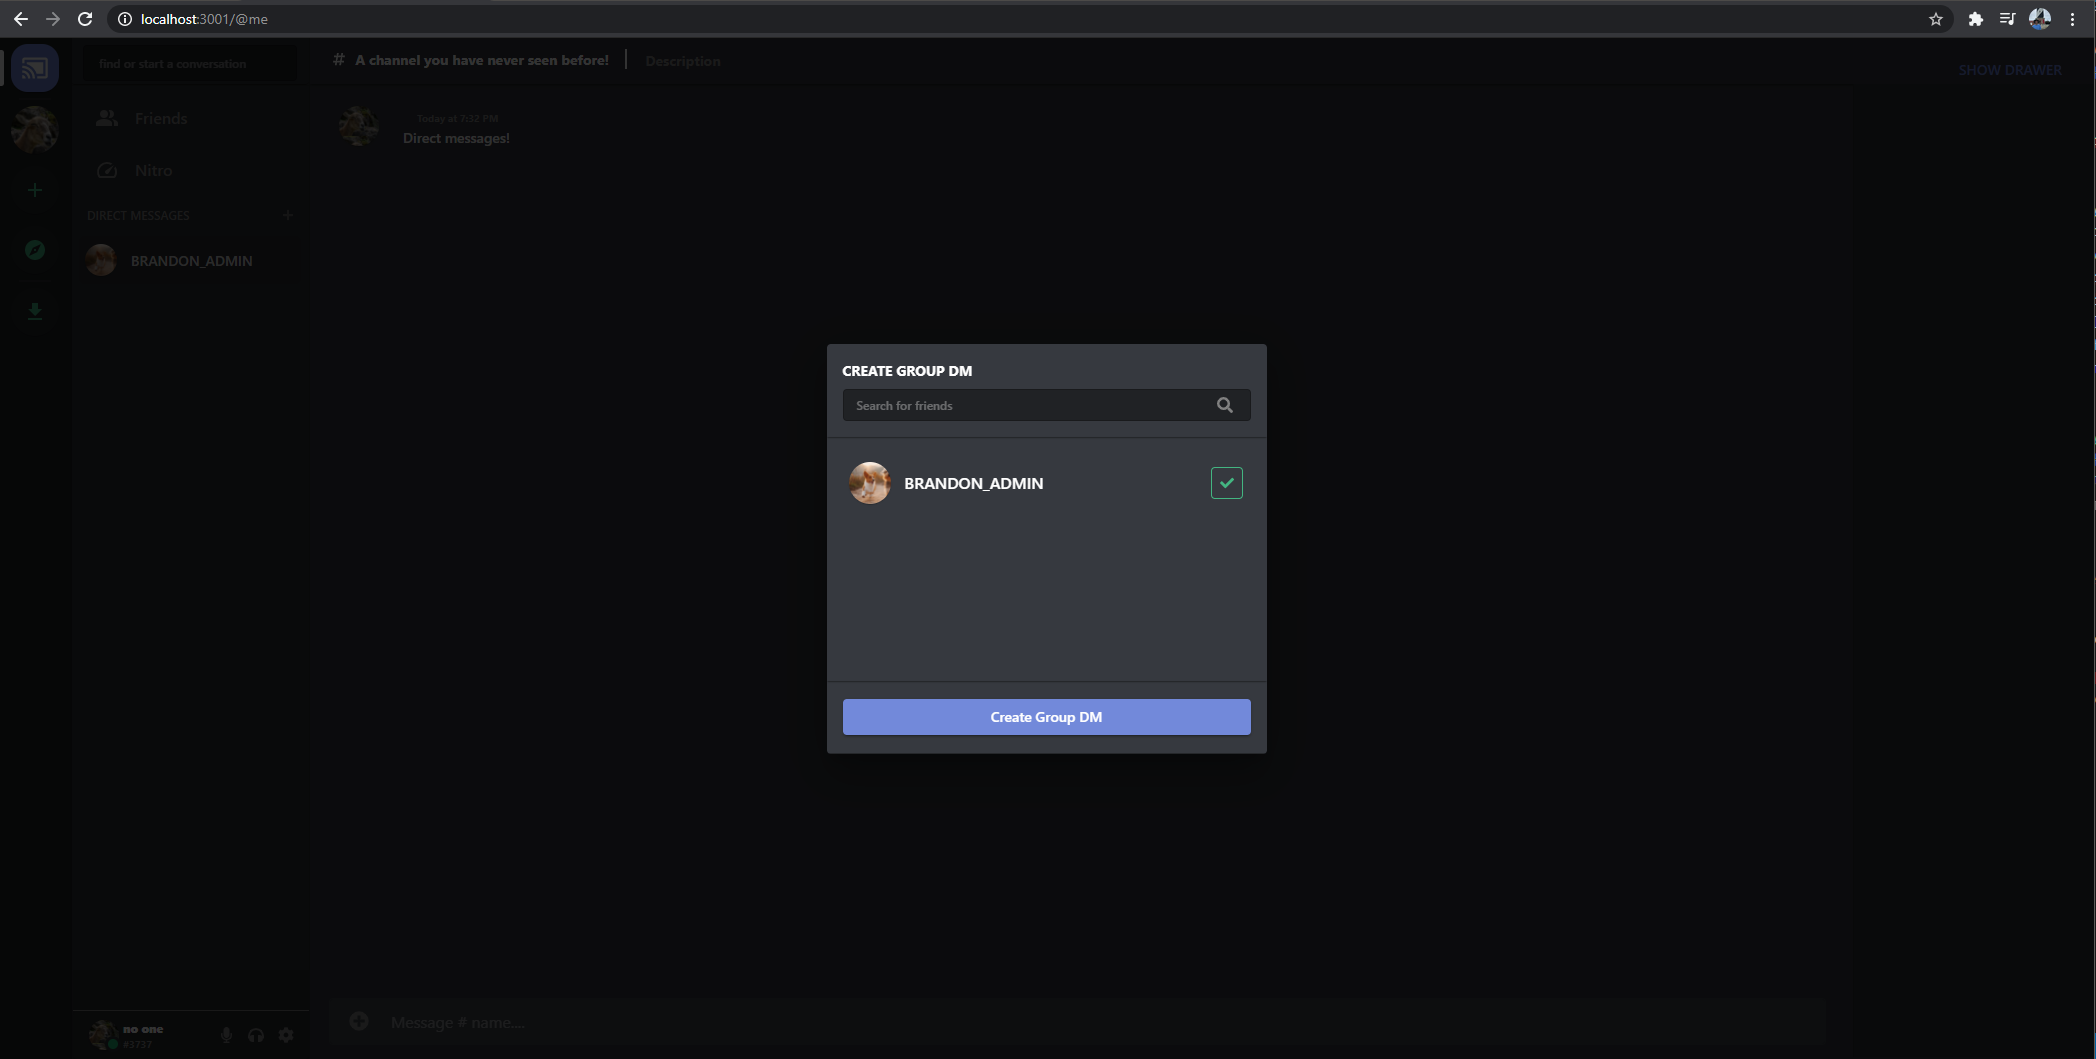 localhost:3001/@me
find or start a conversation
# A channel you have never seen before!
Description
SHOW DRAWER
Friends
Nitro
DIRECT MESSAGES +
BRANDON_ADMIN
Today at 7:32 PM
Direct messages!
CREATE GROUP DM
Search for friends
BRANDON_ADMIN
Create Group DM
no one
#3737
Message # name....